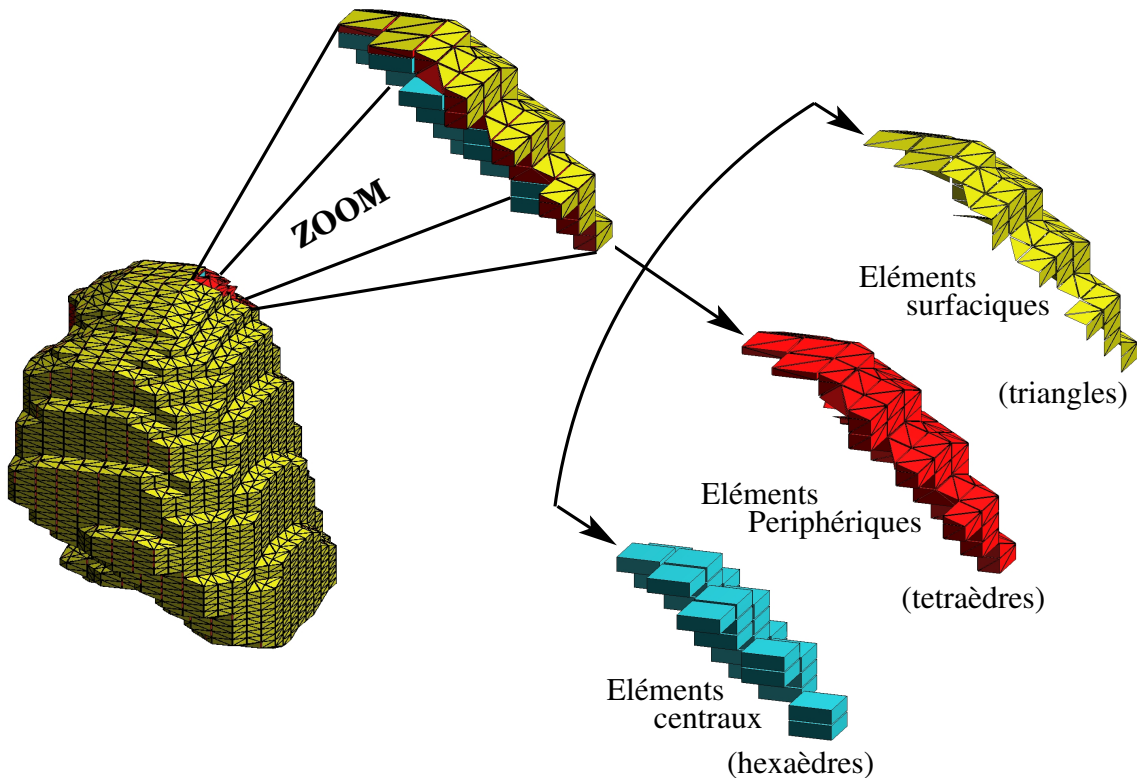 ZOOM
Eléments
surfaciques
(triangles)
Eléments
Periphériques
(tetraèdres)
Eléments
centraux
(hexaèdres)